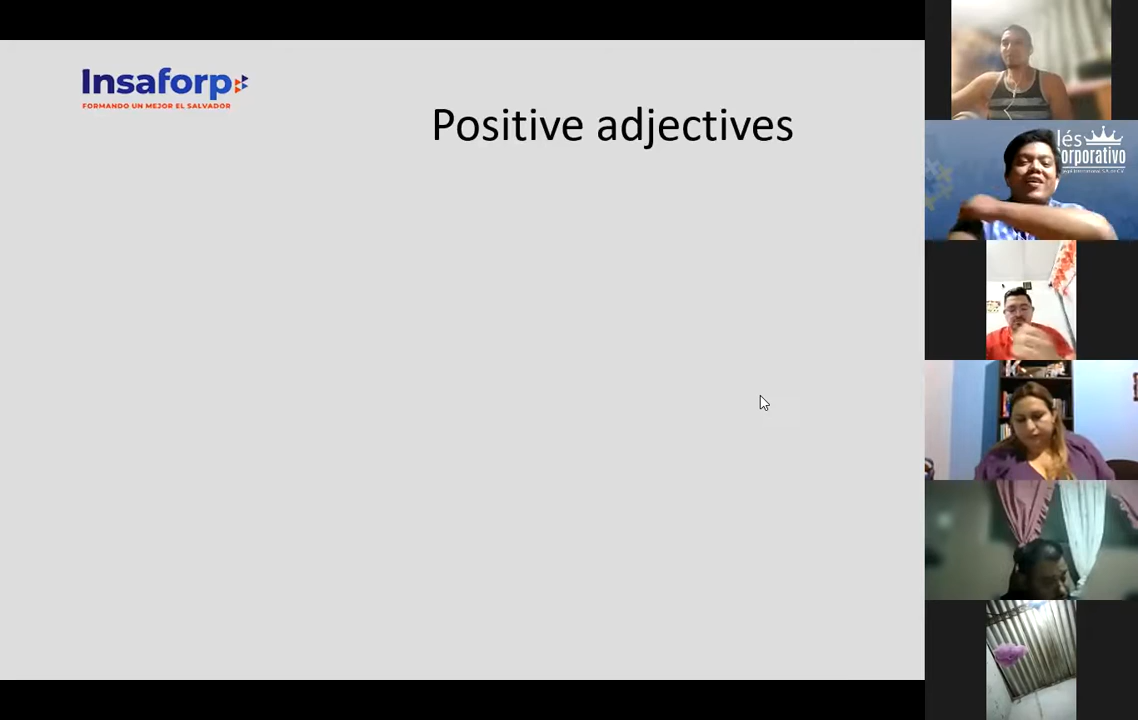 Insaforp
FORMANDO UN MEJOR EL SALVADOR
Positive adjectives
lés
orporativo